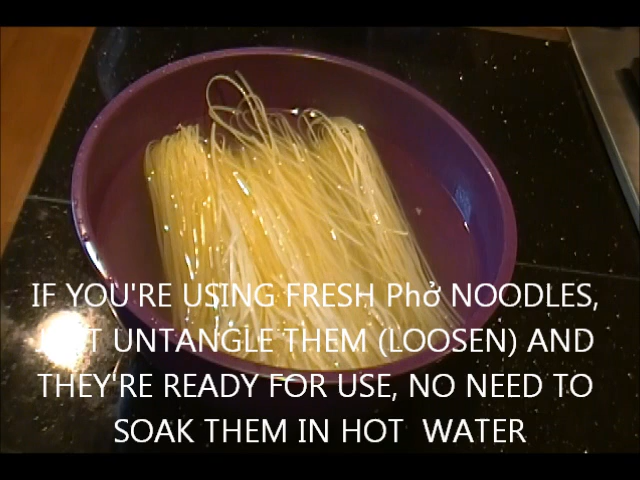 IF YOU'RE USING FRESH Phở NOODLES,
UNTANGLE THEM (LOOSEN) AND
THEY'RE READY FOR USE, NO NEED TO
SOAK THEM IN HOT WATER